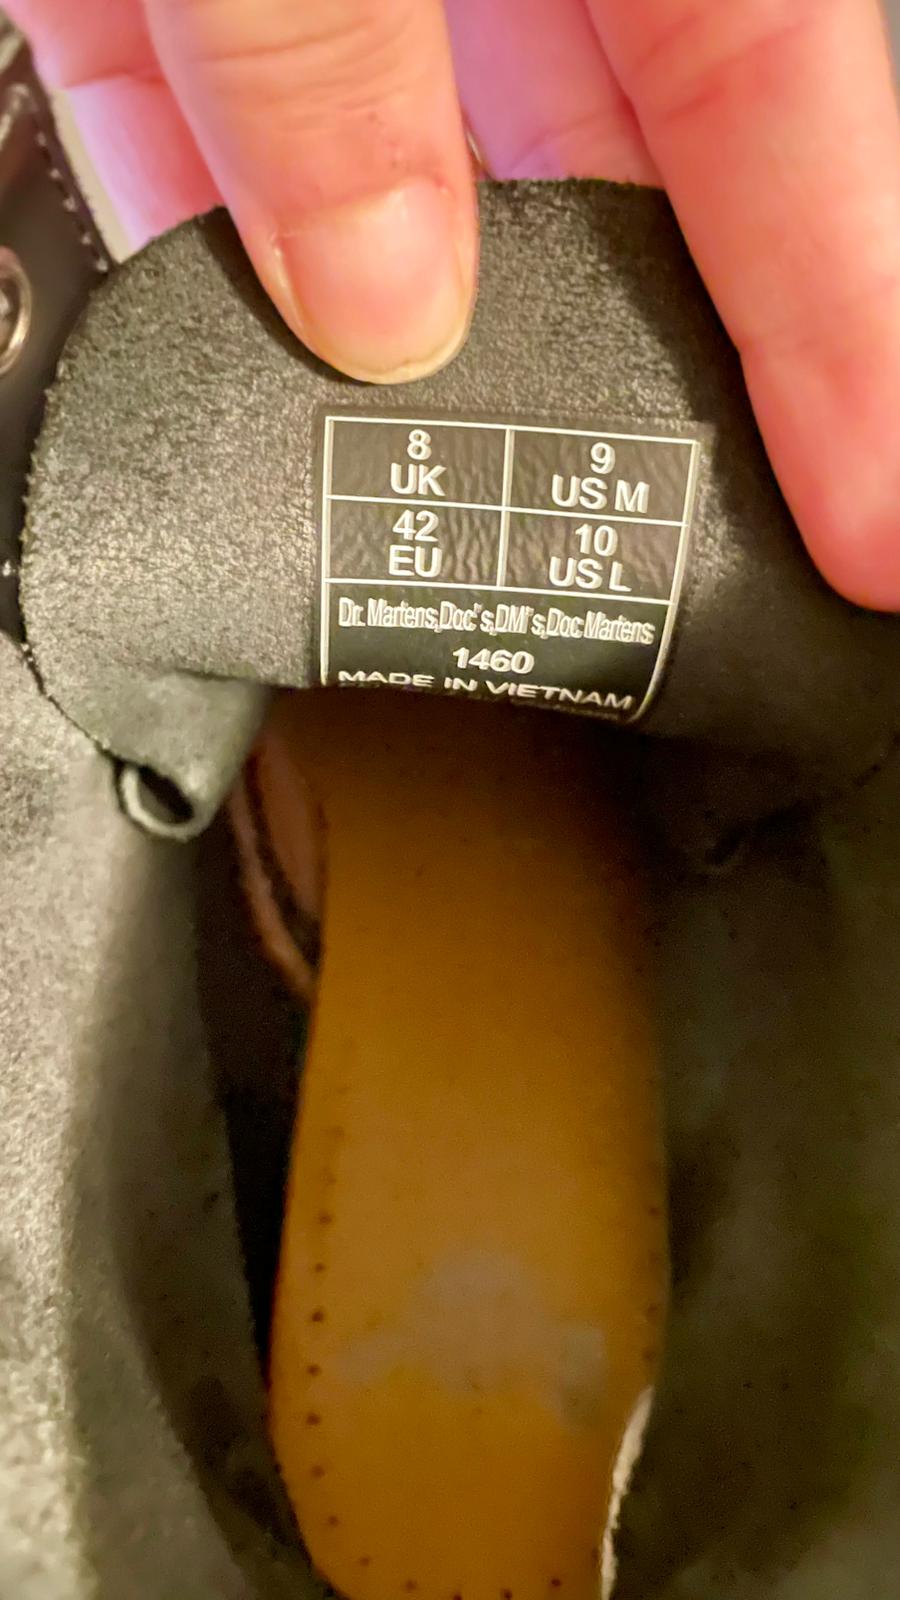 8
UK
9
US M
42
EU
10
US L
Dr. Martens,Doc's,DM's,Doc Martens
1460
MADE IN VIETNAM